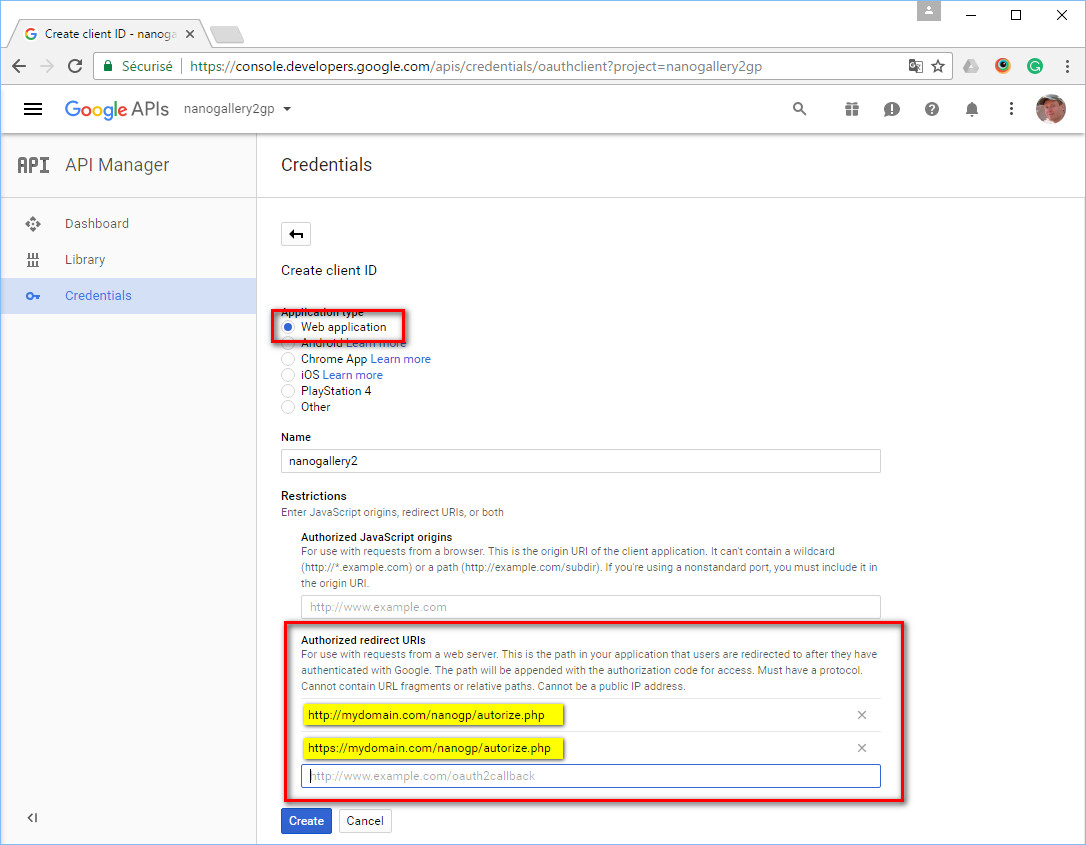 Create client ID - nanoga
Sécurisé https://console.developers.google.com/apis/credentials/oauthclient?project=nanogallery2gp
Google APIs nanogallery2gp
API API Manager
Credentials
Dashboard
Library
Credentials
Create client ID
Application type
Web application
Android Learn more
Chrome App Learn more
iOS Learn more
PlayStation 4
Other
Name
nanogallery2
Restrictions
Enter JavaScript origins, redirect URIs, or both
Authorized JavaScript origins
For use with requests from a browser. This is the origin URI of the client application. It can't contain a wildcard
(http://*.example.com) or a path (http://example.com/subdir). If you're using a nonstandard port, you must include it in
the origin URI.
http://www.example.com
Authorized redirect URIs
For use with requests from a web server. This is the path in your application that users are redirected to after they have
authenticated with Google. The path will be appended with the authorization code for access. Must have a protocol.
Cannot contain URL fragments or relative paths. Cannot be a public IP address.
http://mydomain.com/nanogp/autorize.php
https://mydomain.com/nanogp/autorize.php
http://www.example.com/oauth2callback
Create Cancel